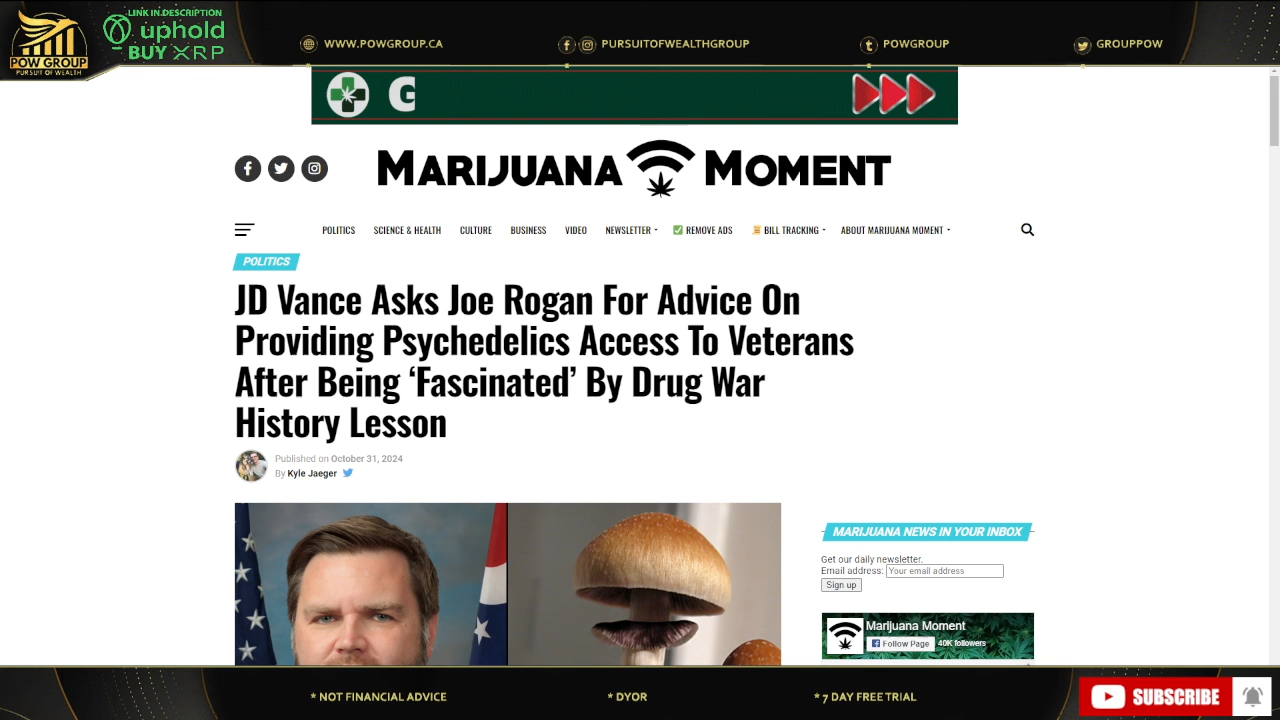 LINK IN DESCRIPTION
uphold
BUY XRP
POW GROUP
PURSUIT OF WEALTH
WWW.POWGROUP.CA
PURSUITOFWEALTHGROUP
POWGROUP
GROUPPOW
G
MARIJUANA MOMENT
POLITICS SCIENCE & HEALTH CULTURE BUSINESS VIDEO NEWSLETTER REMOVE ADS BILL TRACKING ABOUT MARIJUANA MOMENT
POLITICS
JD Vance Asks Joe Rogan For Advice On
Providing Psychedelics Access To Veterans
After Being ‘Fascinated’ By Drug War
History Lesson
Published on October 31, 2024
By Kyle Jaeger
MARIJUANA NEWS IN YOUR INBOX
Get our daily newsletter.
Email address: Your email address
Sign up
Marijuana Moment
Follow Page 40K followers
* NOT FINANCIAL ADVICE
* DYOR
* 7 DAY FREE TRIAL
SUBSCRIBE